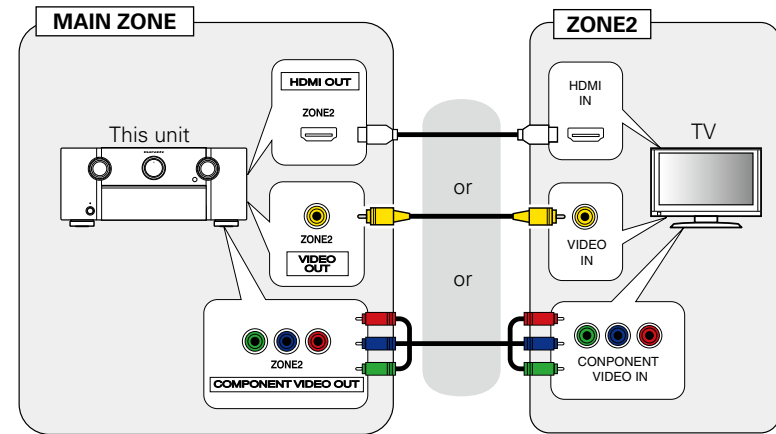 MAIN ZONE
HDMI OUT
ZONE2
This unit
marantz
ZONE2
VIDEO
OUT
ZONE2
COMPONENT VIDEO OUT
or
or
ZONE2
HDMI
IN
TV
VIDEO
IN
CONPONENT
VIDEO IN